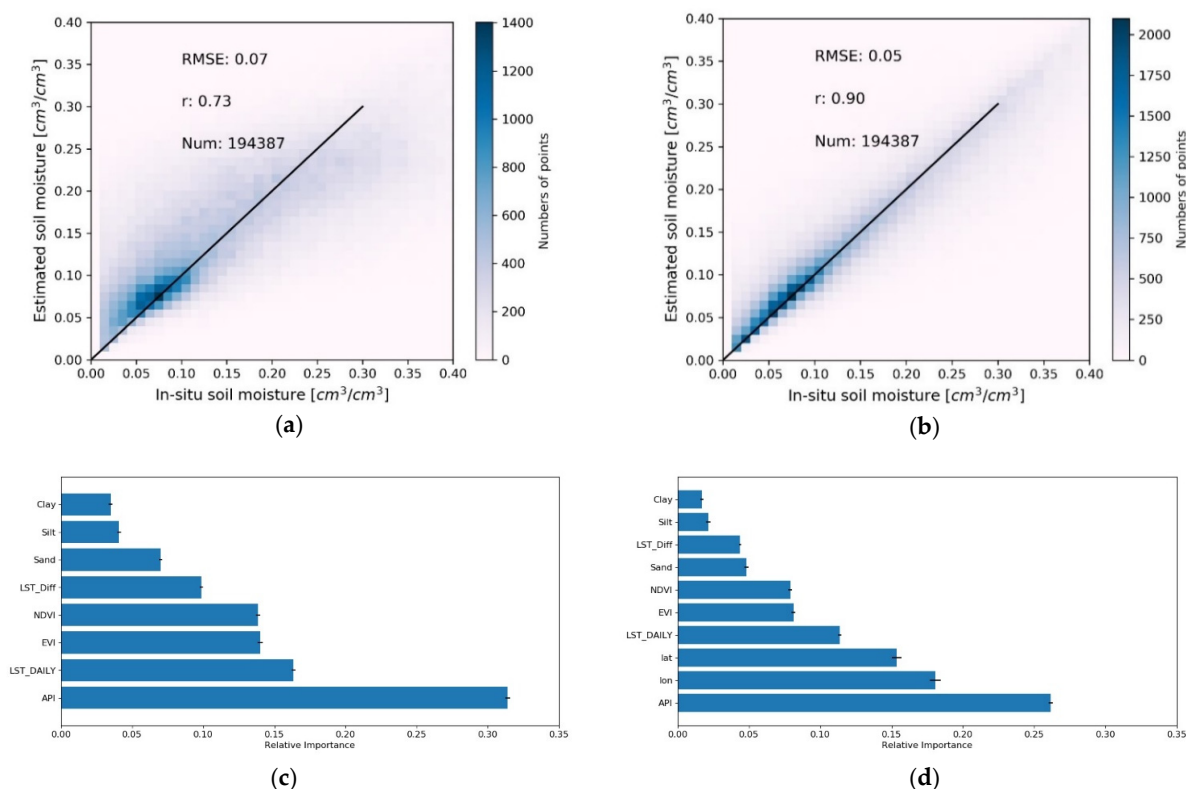 0.40
0.35
0.30
0.25
0.20
0.15
0.10
0.05
0.00
Estimated soil moisture [cm³/cm³]
RMSE: 0.07
r: 0.73
Num: 194387
0.00 0.05 0.10 0.15 0.20 0.25 0.30 0.35 0.40
In-situ soil moisture [cm³/cm³]
1400
1200
1000
800
600
400
200
0
Numbers of points
(a)
0.40
0.35
0.30
0.25
0.20
0.15
0.10
0.05
0.00
Estimated soil moisture [cm³/cm³]
RMSE: 0.05
r: 0.90
Num: 194387
0.00 0.05 0.10 0.15 0.20 0.25 0.30 0.35 0.40
In-situ soil moisture [cm³/cm³]
2000
1750
1500
1250
1000
750
500
250
0
Numbers of points
(b)
Clay
Silt
Sand
LST_Diff
NDVI
EVI
LST_DAILY
API
0.00 0.05 0.10 0.15 0.20 0.25 0.30 0.35
Relative Importance
(c)
Clay
Silt
LST_Diff
Sand
NDVI
EVI
LST_DAILY
lat
lon
API
0.00 0.05 0.10 0.15 0.20 0.25 0.30 0.35
Relative Importance
(d)